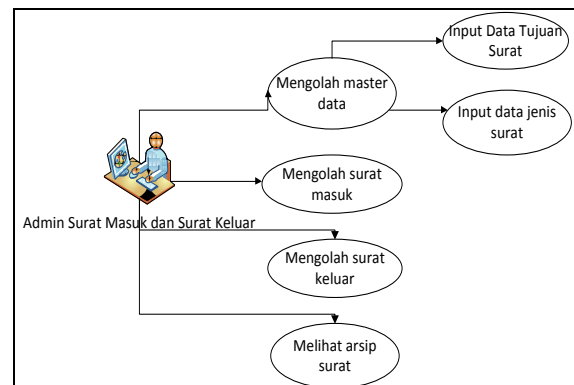 Input Data Tujuan
Surat
Mengolah master
data
Input data jenis
surat
Mengolah surat
masuk
Admin Surat Masuk dan Surat Keluar
Mengolah surat
keluar
Melihat arsip
surat